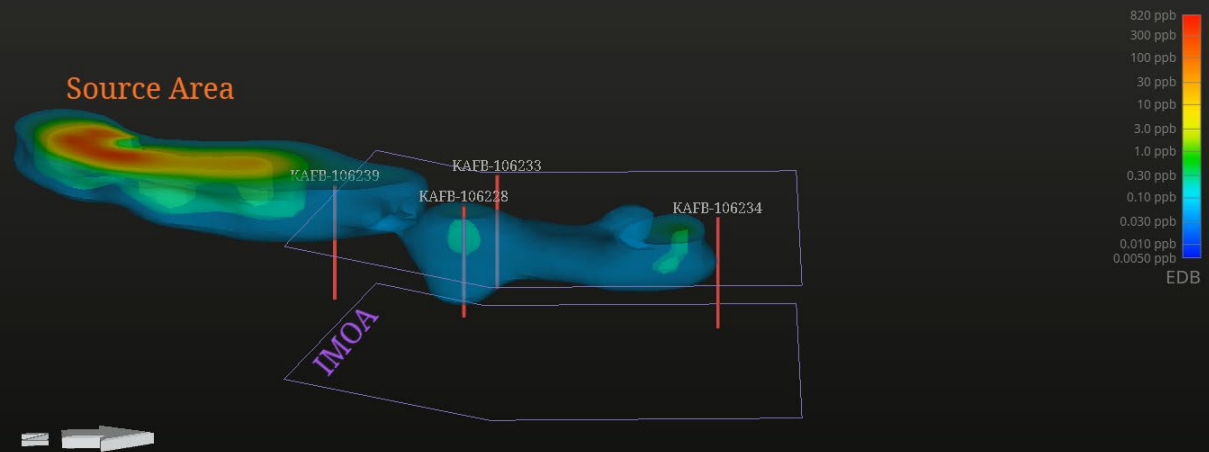 820 ppb
300 ppb
100 ppb
30 ppb
10 ppb
3.0 ppb
1.0 ppb
0.30 ppb
0.10 ppb
0.030 ppb
0.010 ppb
0.0050 ppb
EDB
Source Area
KAFB-106239
KAFB-106233
KAFB-106228
KAFB-106234
IMOA